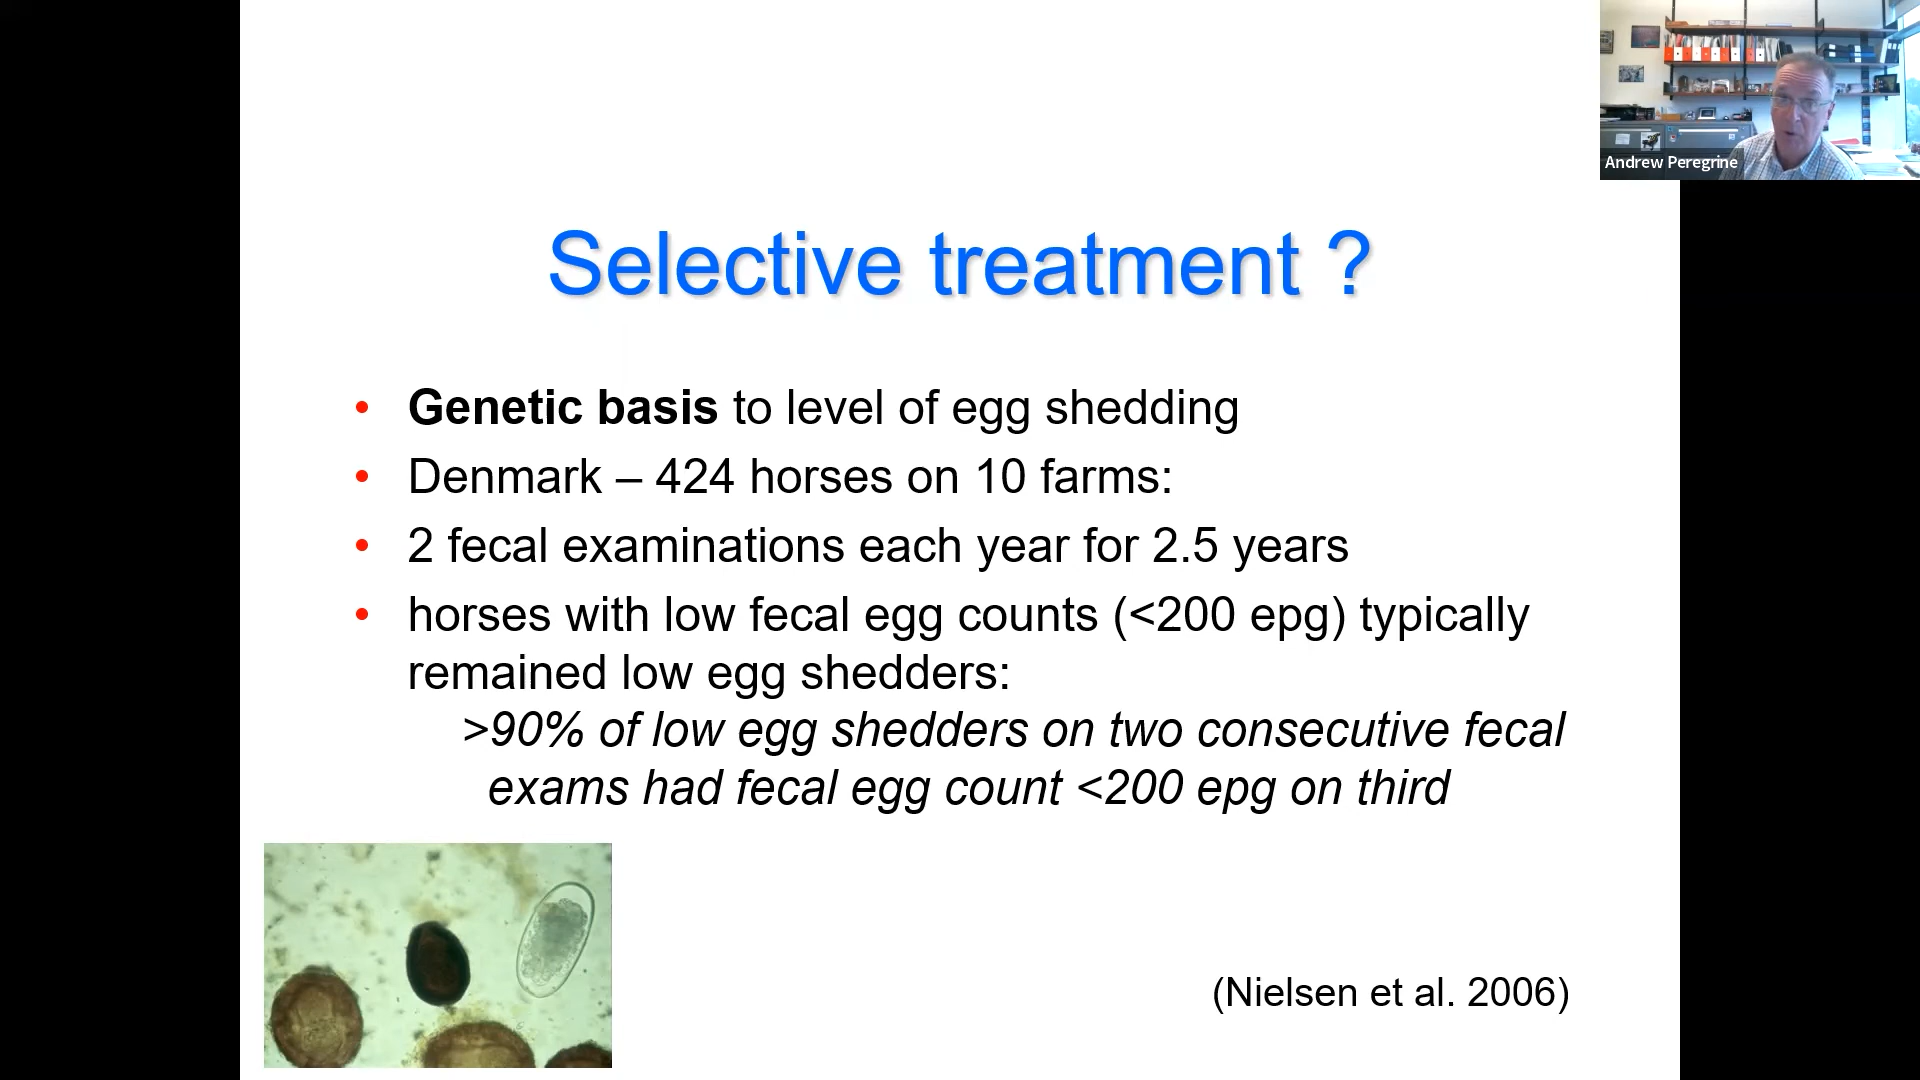 Andrew Peregrine
Selective treatment ?
• Genetic basis to level of egg shedding
• Denmark – 424 horses on 10 farms:
• 2 fecal examinations each year for 2.5 years
• horses with low fecal egg counts (<200 epg) typically
remained low egg shedders:
>90% of low egg shedders on two consecutive fecal
exams had fecal egg count <200 epg on third
(Nielsen et al. 2006)